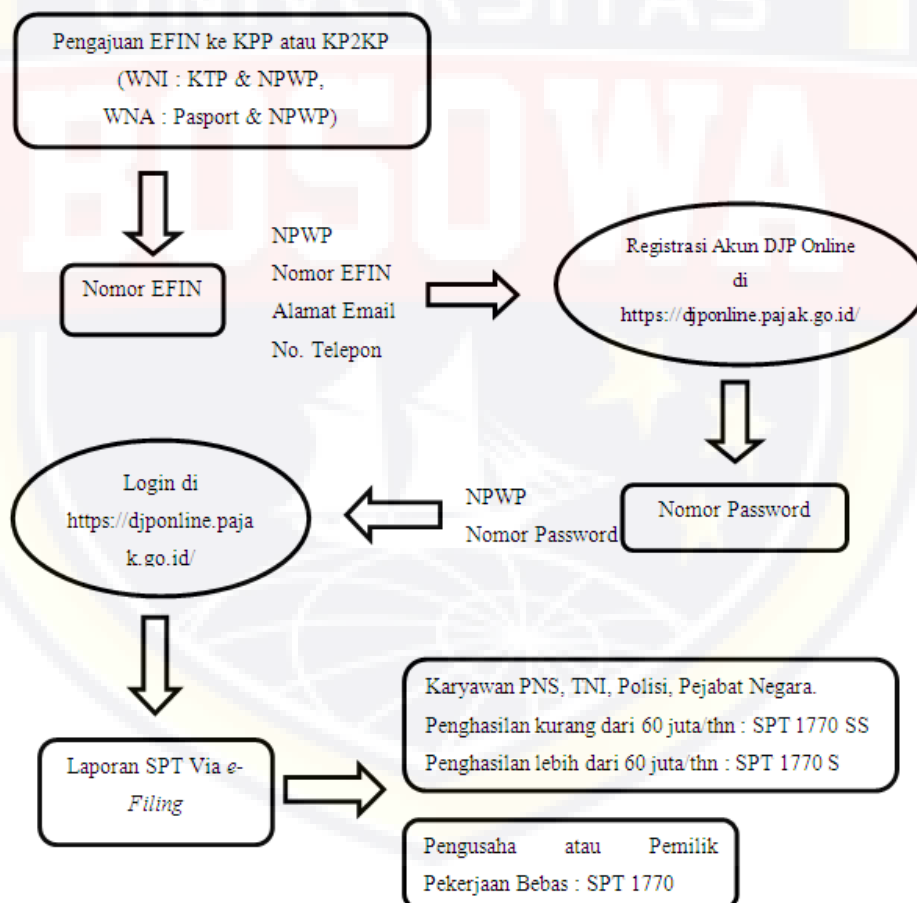 UNIVERSITAS
BOSOWA
Pengajuan EFIN ke KPP atau KP2KP
(WNI : KTP & NPWP,
WNA : Pasport & NPWP)
Nomor EFIN
NPWP
Nomor EFIN
Alamat Email
No. Telepon
Registrasi Akun DJP Online
di
https://djponline.pajak.go.id/
Nomor Password
NPWP
Nomor Password
Login di
https://djponline.paja
k.go.id/
Laporan SPT Via e-
Filing
Karyawan PNS, TNI, Polisi, Pejabat Negara.
Penghasilan kurang dari 60 juta/thn : SPT 1770 SS
Penghasilan lebih dari 60 juta/thn : SPT 1770 S
Pengusaha atau Pemilik
Pekerjaan Bebas : SPT 1770